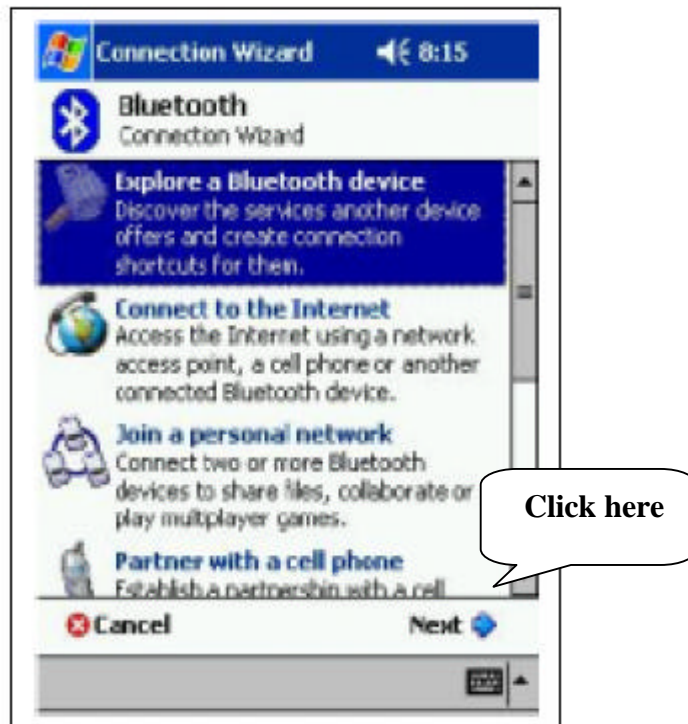 Connection Wizard 8:15
Bluetooth
Connection Wizard
Explore a Bluetooth device
Discover the services another device
offers and create connection
shortcuts for them.
Connect to the Internet
Access the Internet using a network
access point, a cell phone or another
connected Bluetooth device.
Join a personal network
Connect two or more Bluetooth
devices to share files, collaborate or
play multiplayer games.
Click here
Partner with a cell phone
Establish a partnership with a cell
Cancel Next